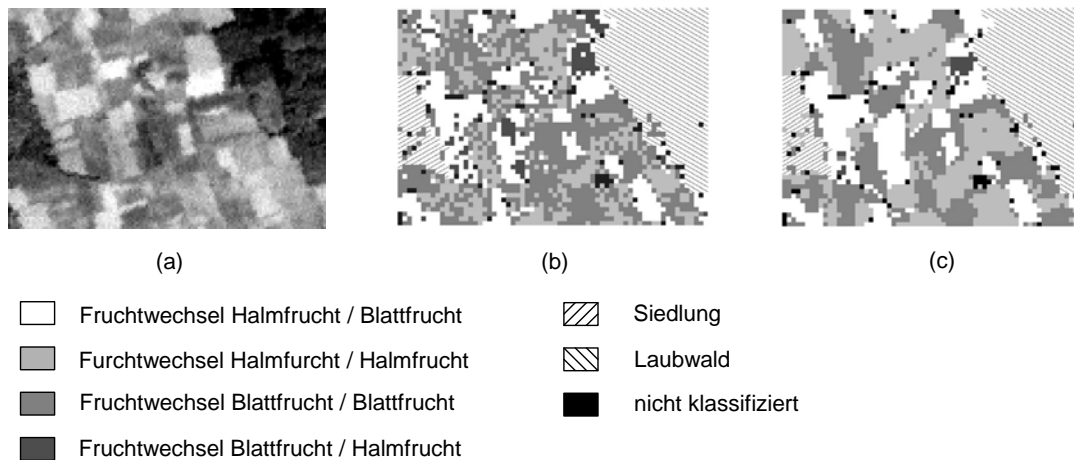 (a)
(b)
(c)
Fruchtwechsel Halmfrucht / Blattfrucht
Furchtwechsel Halmfurcht / Halmfrucht
Fruchtwechsel Blattfrucht / Blattfrucht
Fruchtwechsel Blattfrucht / Halmfrucht
Siedlung
Laubwald
nicht klassifiziert